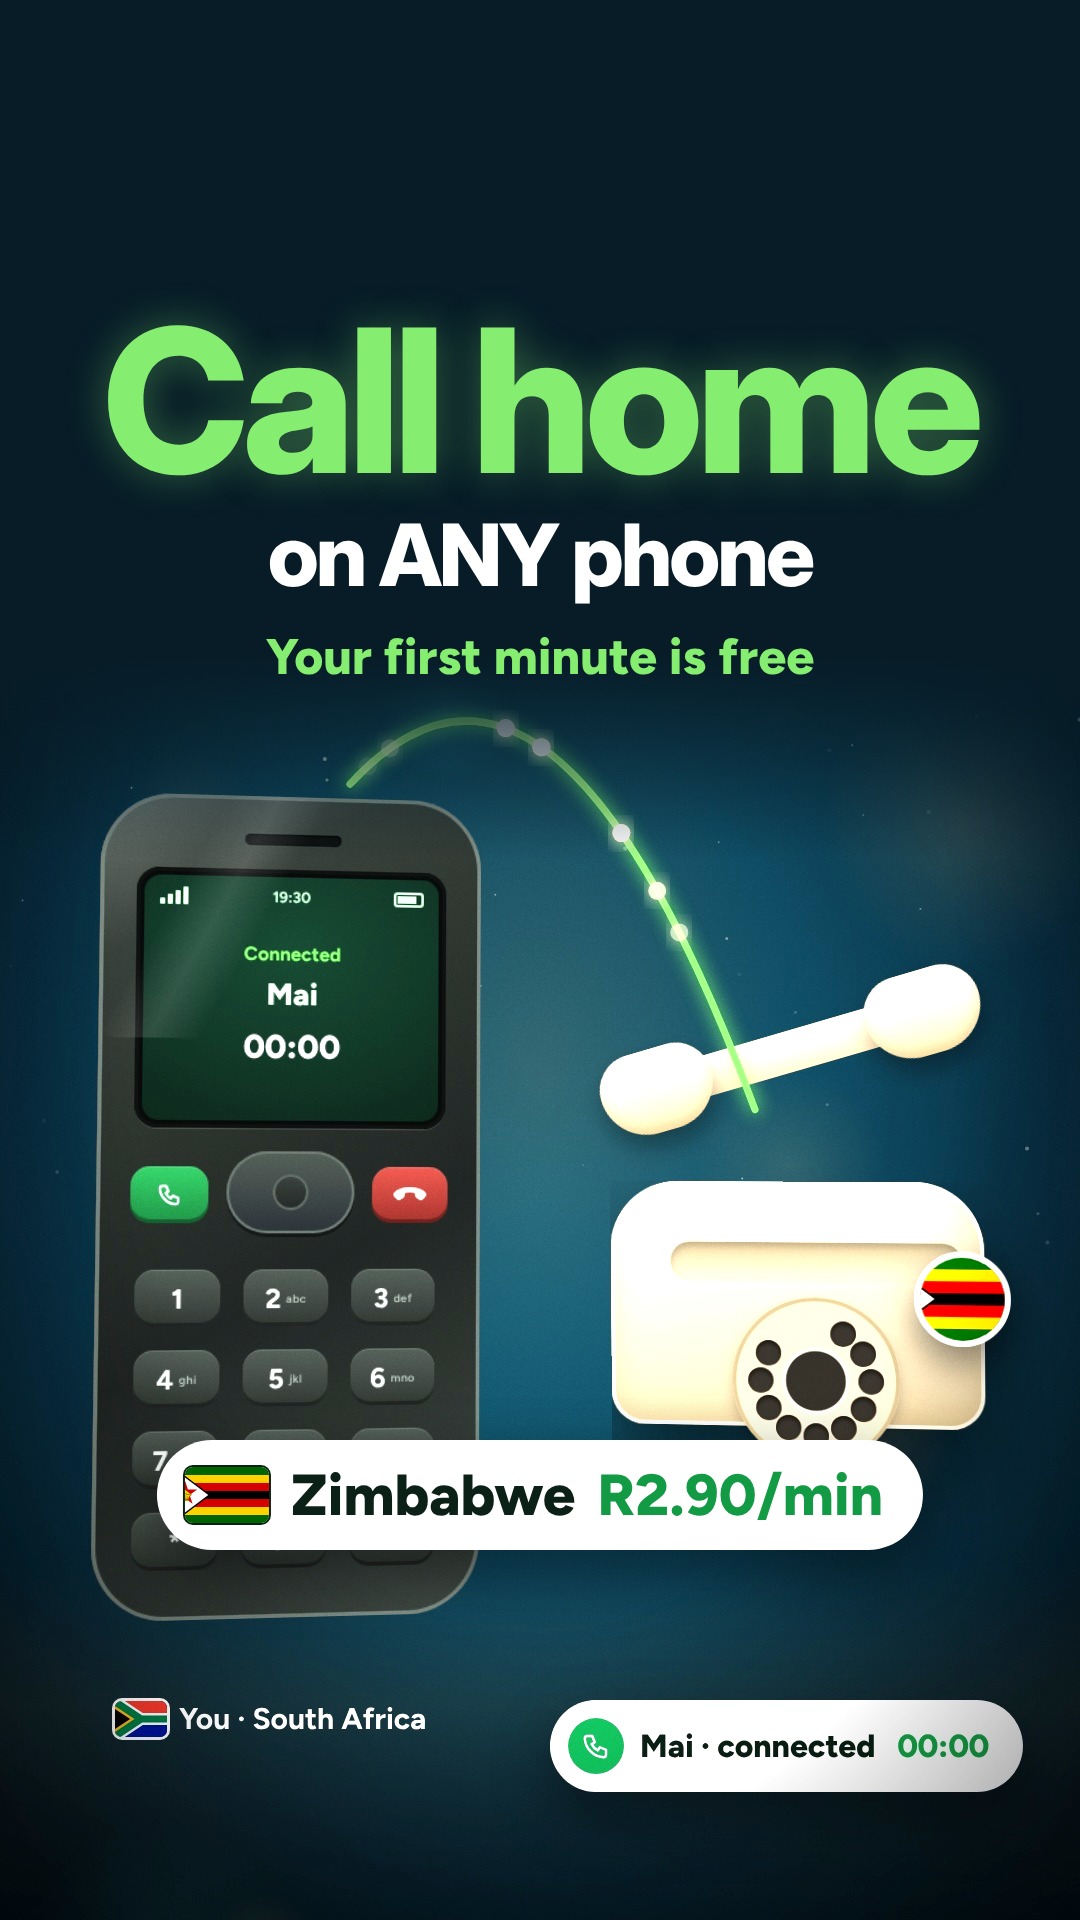 Call home
on ANY phone
Your first minute is free
19:30
Connected
Mai
00:00
1
2 abc
3 def
4 ghi
5 jkl
6 mno
7
*
Zimbabwe R2.90/min
You · South Africa
Mai · connected 00:00